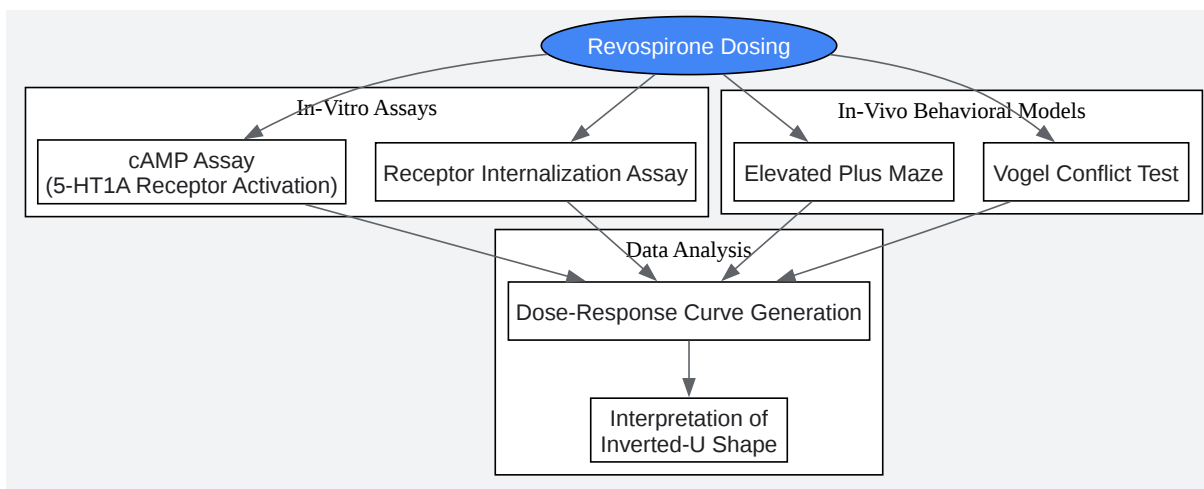 Revospirone Dosing
In-Vitro Assays
In-Vivo Behavioral Models
cAMP Assay
(5-HT1A Receptor Activation)
Receptor Internalization Assay
Elevated Plus Maze
Vogel Conflict Test
Data Analysis
Dose-Response Curve Generation
Interpretation of
Inverted-U Shape